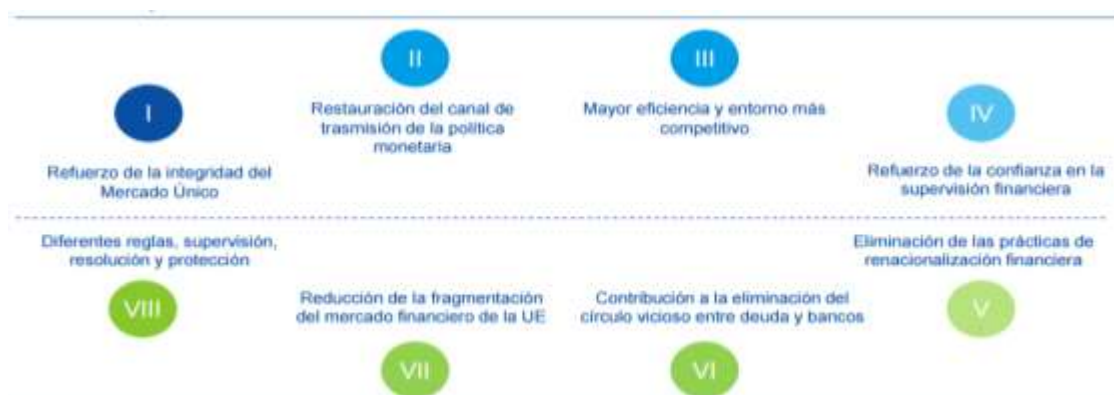 II
III
I
Restauración del canal de
trasmisión de la política
monetaria
Mayor eficiencia y entorno más
competitivo
IV
Refuerzo de la integridad del
Mercado Único
Refuerzo de la confianza en la
supervisión financiera
Diferentes reglas, supervisión,
resolución y protección
Eliminación de las prácticas de
renacionalización financiera
VIII
Reducción de la fragmentación
del mercado financiero de la UE
Contribución a la eliminación del
círculo vicioso entre deuda y bancos
V
VII
VI